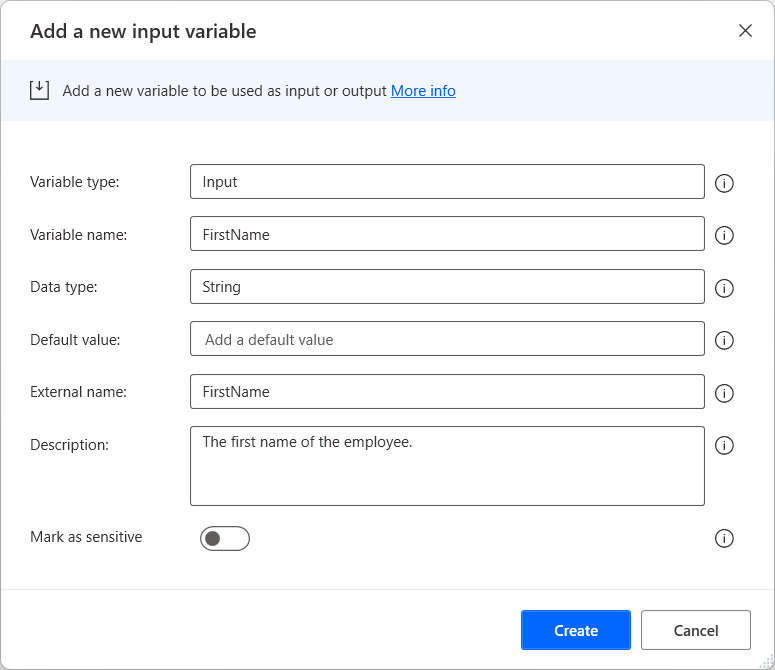 Add a new input variable
Add a new variable to be used as input or output More info
Variable type: Input
Variable name: FirstName
Data type: String
Default value: Add a default value
External name: FirstName
Description: The first name of the employee.
Mark as sensitive
Create Cancel